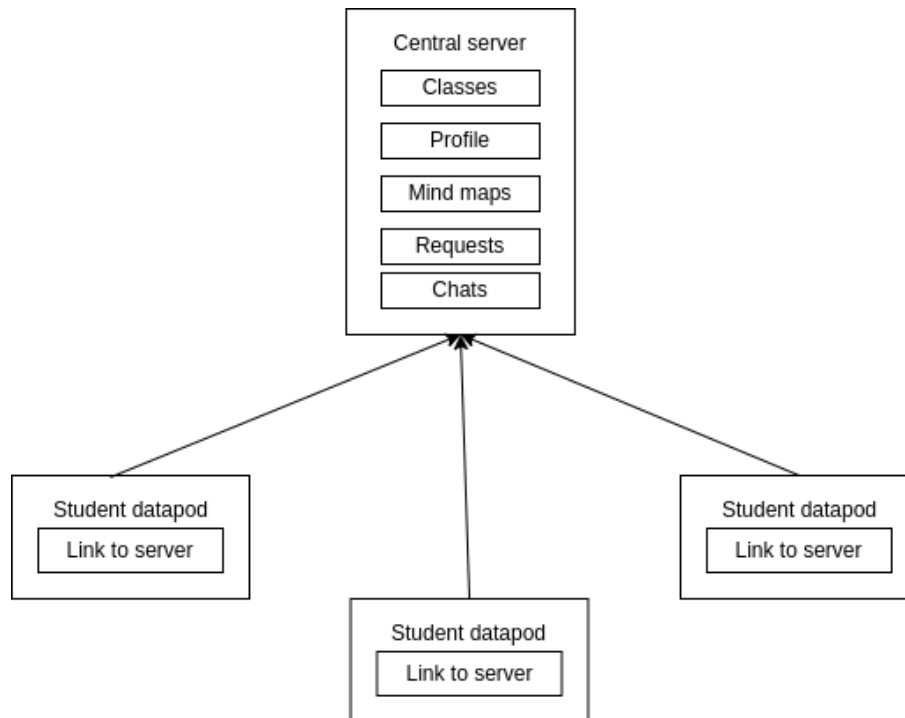 Central server
Classes
Profile
Mind maps
Requests
Chats
Student datapod
Link to server
Student datapod
Link to server
Student datapod
Link to server